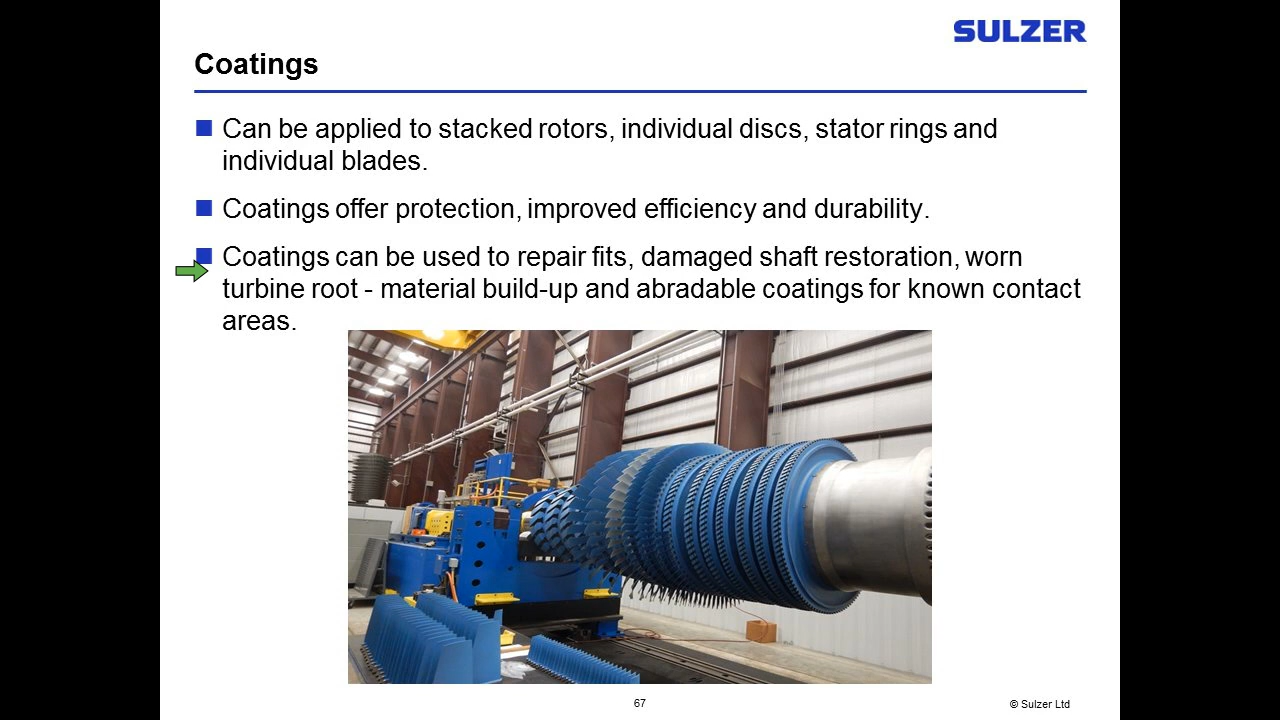 SULZER
Coatings
Can be applied to stacked rotors, individual discs, stator rings and
individual blades.
Coatings offer protection, improved efficiency and durability.
Coatings can be used to repair fits, damaged shaft restoration, worn
turbine root - material build-up and abradable coatings for known contact
areas.
67
© Sulzer Ltd